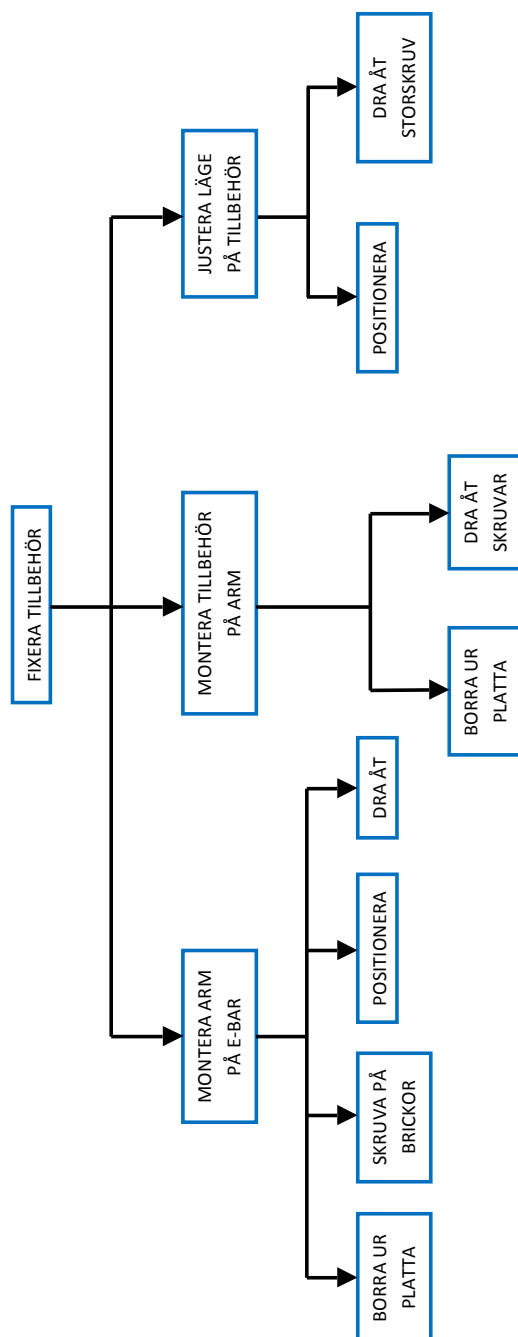 FIXERA TILLBEHÖR
MONTERA ARM
PÅ E-BAR
MONTERA TILLBEHÖR
PÅ ARM
JUSTERA LÄGE
PÅ TILLBEHÖR
BORRA UR
PLATTA
SKRUVA PÅ
BRICKOR
POSITIONERA
DRA ÅT
BORRA UR
PLATTA
DRA ÅT
SKRUVAR
POSITIONERA
DRA ÅT
STORSKRUV